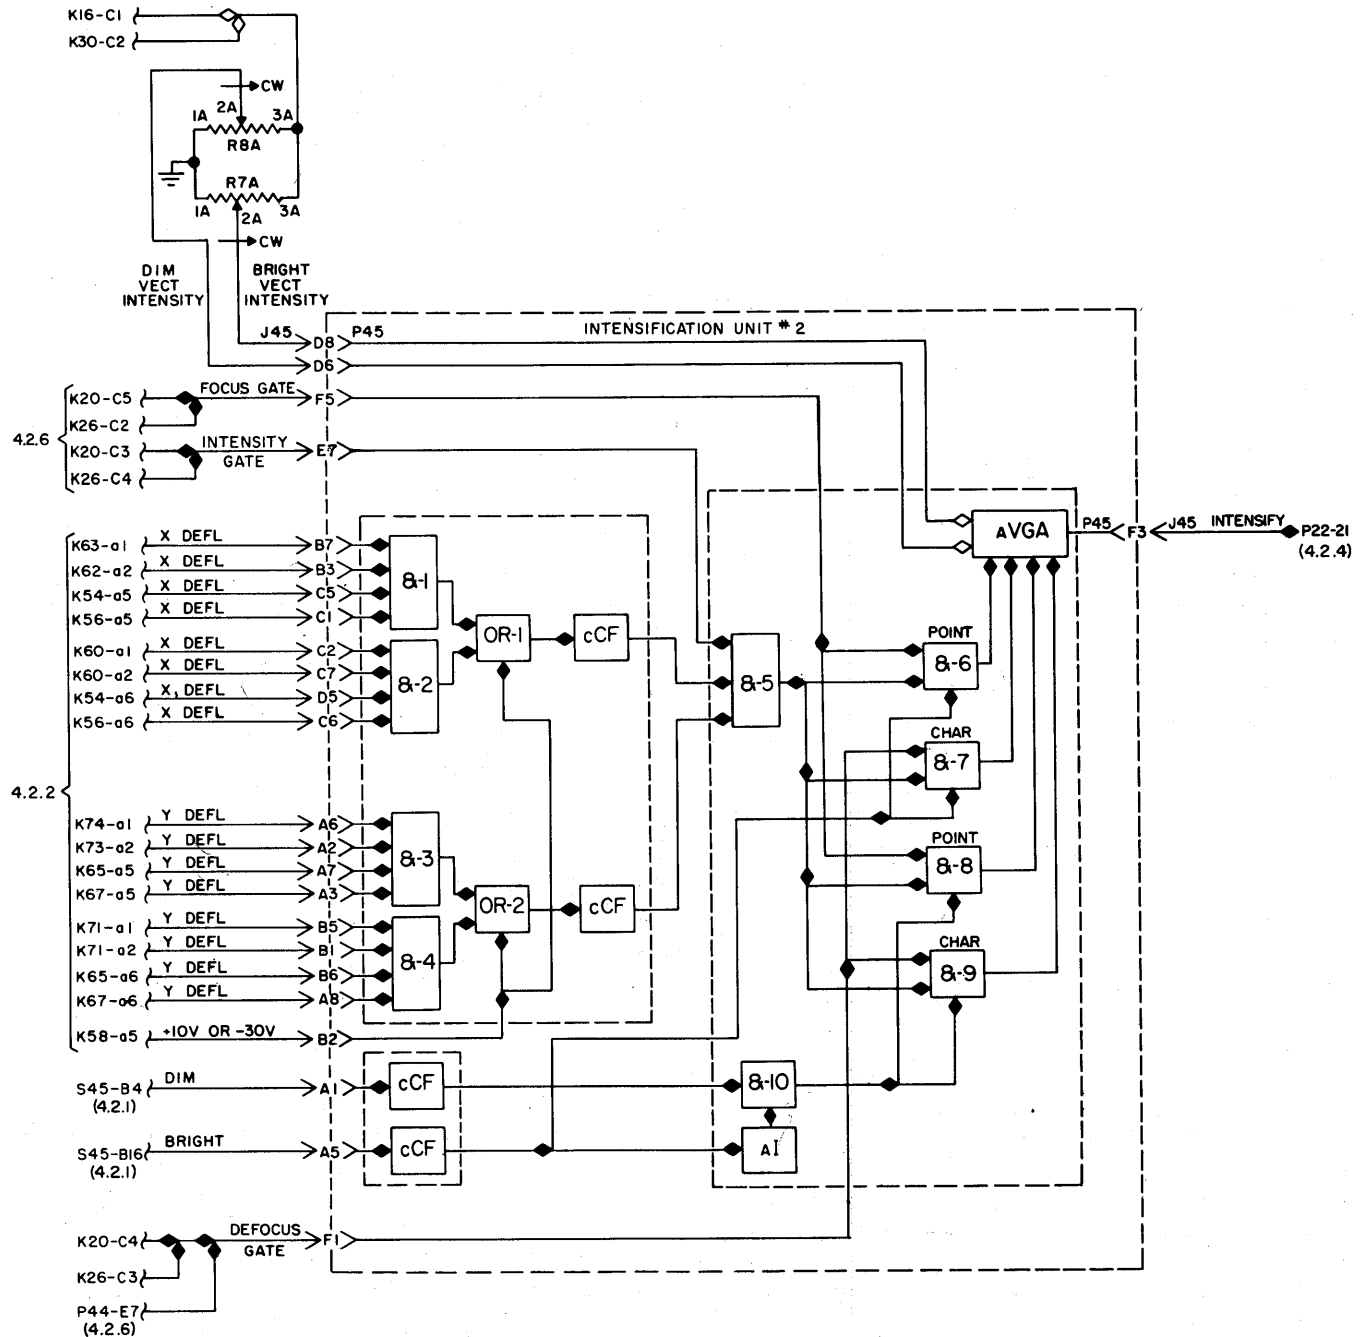 K16-C1
K30-C2
CW
1A
2A
3A
R8A
R7A
1A
2A
3A
CW
DIM
VECT
INTENSITY
BRIGHT
VECT
INTENSITY
INTENSIFICATION UNIT #2
J45
D8
P45
D6
K20-C5
FOCUS GATE
F5
K26-C2
4.2.6
K20-C3
INTENSITY
GATE
E7
K26-C4
aVGA
P45
F3
J45
INTENSIFY
P22-21
(4.2.4)
K63-a1
X DEFL
B7
K62-a2
X DEFL
B3
K54-a5
X DEFL
C5
K56-a5
X DEFL
C1
&-1
K60-a1
X DEFL
C2
K60-a2
X DEFL
C7
K54-a6
X, DEFL
D5
K56-a6
X DEFL
C6
&-2
OR-1
cCF
&-5
POINT
&-6
CHAR
&-7
4.2.2
K74-a1
Y DEFL
A6
K73-a2
Y DEFL
A2
K65-a5
Y DEFL
A7
K67-a5
Y DEFL
A3
&-3
POINT
&-8
OR-2
cCF
K71-a1
Y DEFL
B5
K71-a2
Y DEFL
B1
K65-a6
Y DEFL
B6
K67-a6
Y DEFL
A8
&-4
CHAR
&-9
K58-a5
+10V OR -30V
B2
S45-B4
(4.2.1)
DIM
A1
cCF
&-10
S45-B16
(4.2.1)
BRIGHT
A5
cCF
aI
K20-C4
DEFOCUS
GATE
F1
K26-C3
P44-E7
(4.2.6)